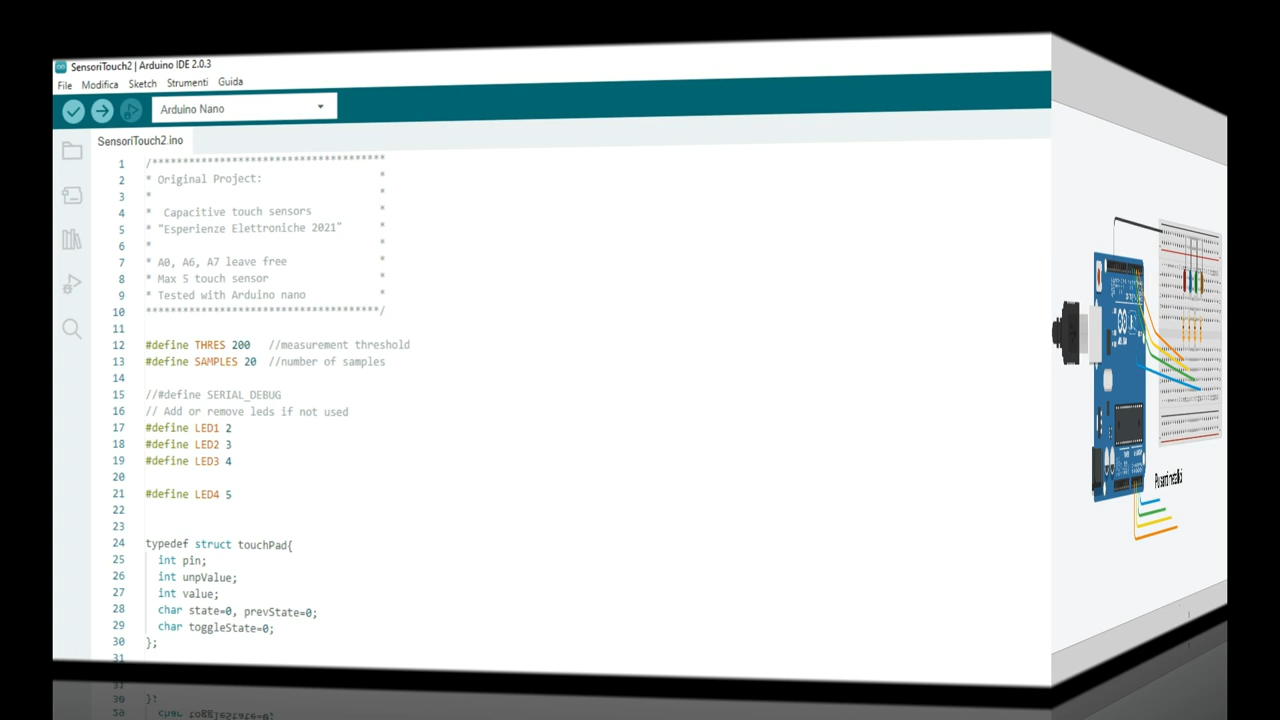 SensoriTouch2 | Arduino IDE 2.0.3
File Modifica Sketch Strumenti Guida
Arduino Nano
SensoriTouch2.ino
1 /**************************************
2 * Original Project: *
3 * *
4 * Capacitive touch sensors *
5 * "Esperienze Elettroniche 2021" *
6 * *
7 * A0, A6, A7 leave free *
8 * Max 5 touch sensor
9 * Tested with Arduino nano *
10 **************************************/
11
12 #define THRES 200 //measurement threshold
13 #define SAMPLES 20 //number of samples
14
15 //#define SERIAL_DEBUG
16 // Add or remove leds if not used
17 #define LED1 2
18 #define LED2 3
19 #define LED3 4
20
21 #define LED4 5
22
23
24 typedef struct touchPad{
25 int pin;
26 int unpValue;
27 int value;
28 char state=0, prevState=0;
29 char toggleState=0;
30 };
31